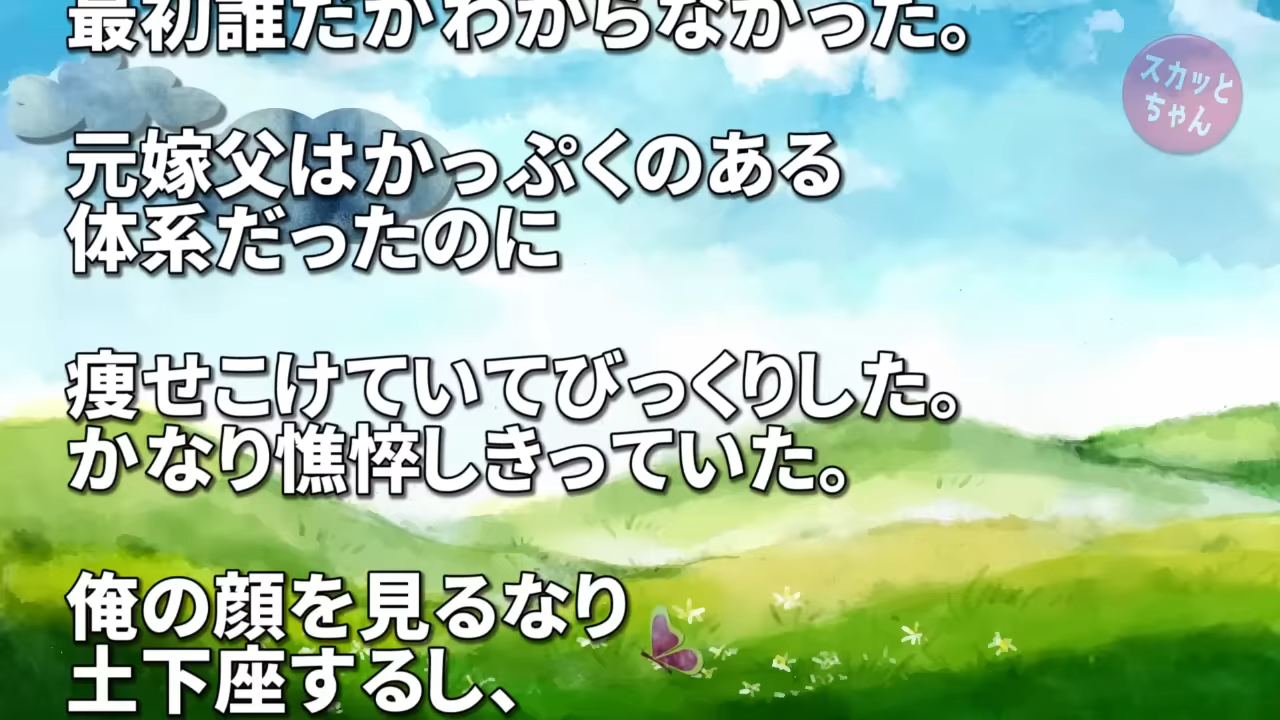 最初誰だかわからなかった。
スカッと
ちゃん
元嫁父はかっぷくのある
体系だったのに
痩せこけていてびっくりした。
かなり憔悴しきっていた。
俺の顔を見るなり
土下座するし、